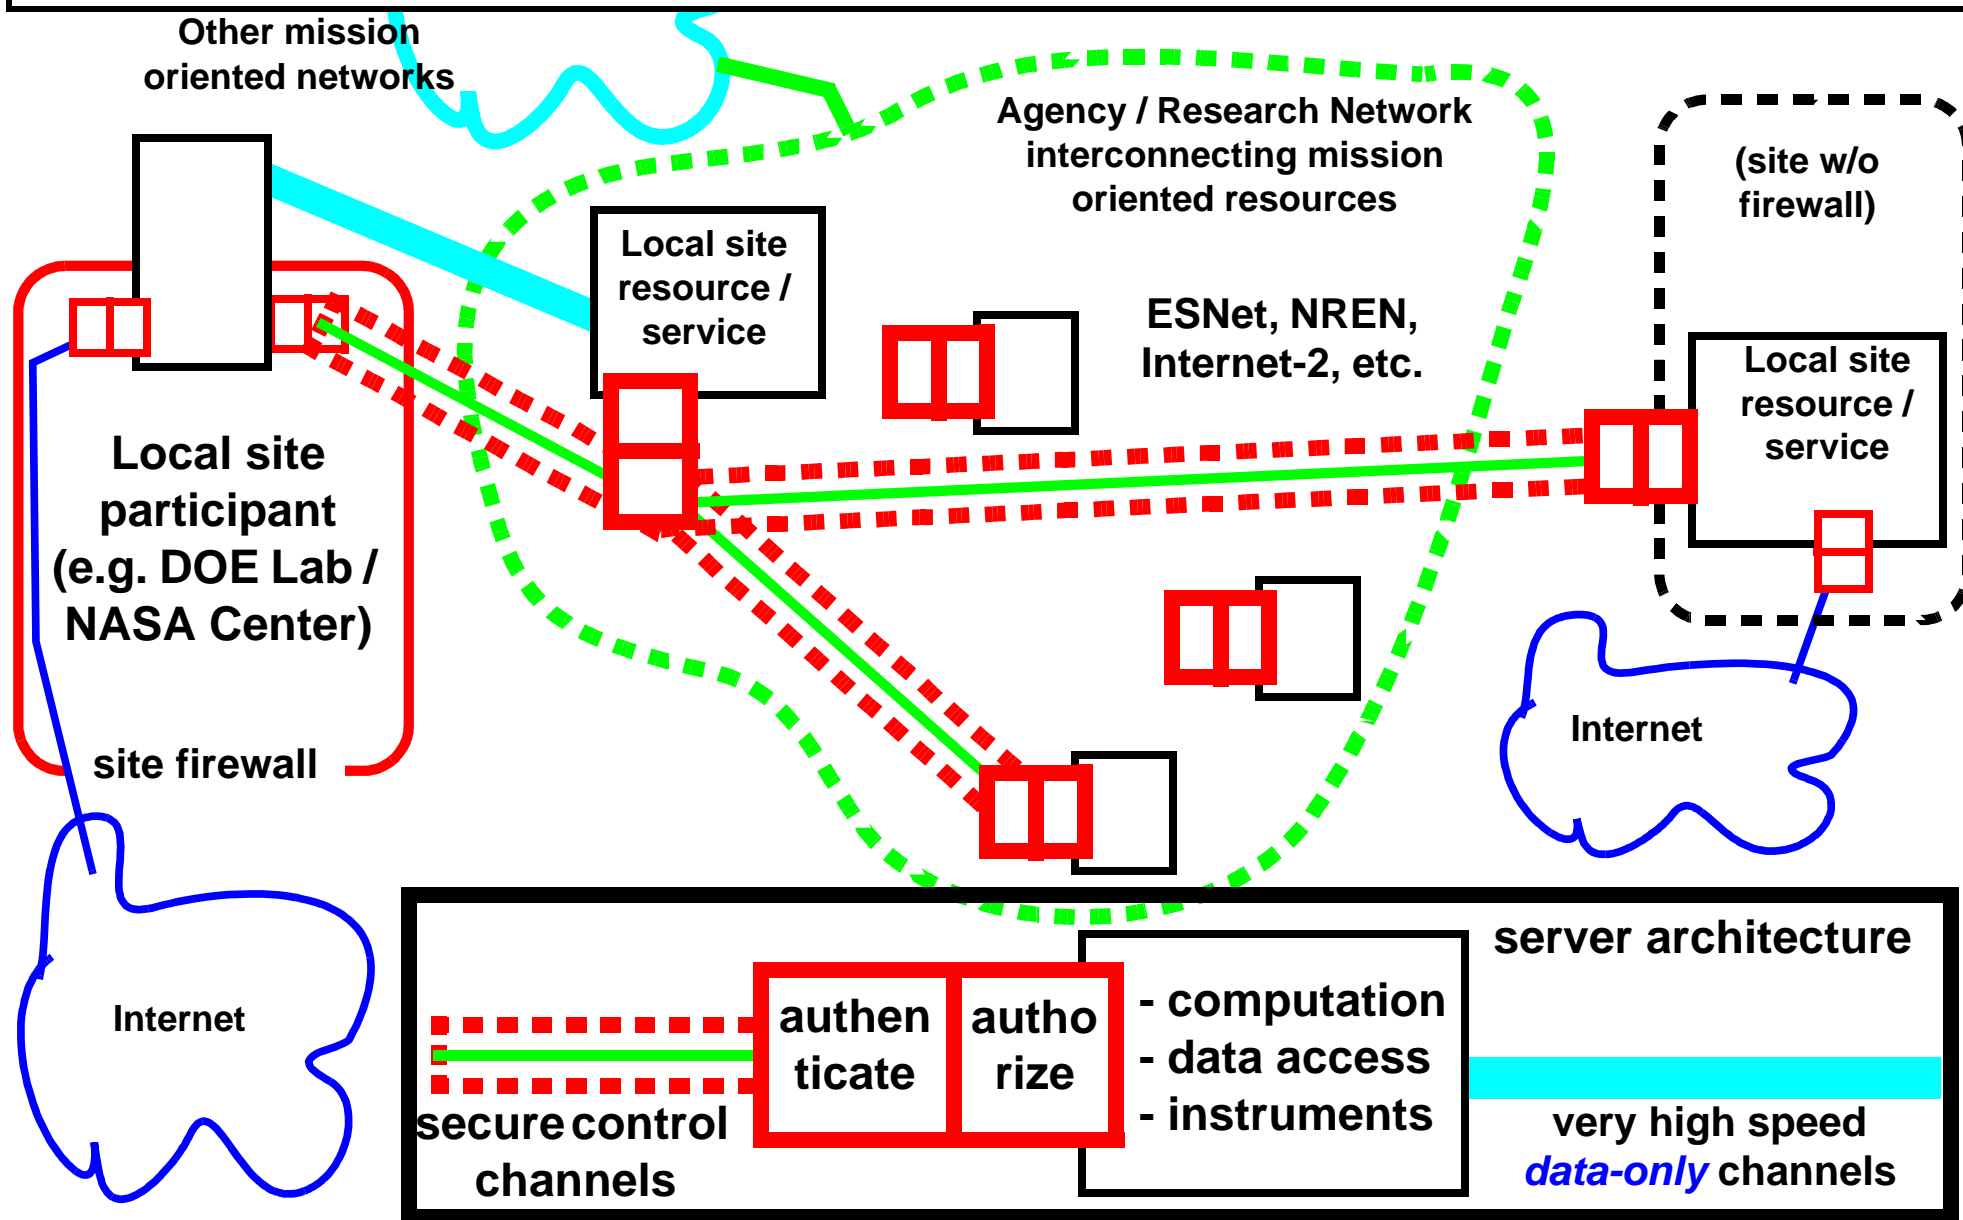 Other mission
oriented networks
Agency / Research Network
interconnecting mission
oriented resources
(site w/o
firewall)
Local site
resource /
service
ESNet, NREN,
Internet-2, etc.
Local site
resource /
service
Local site
participant
(e.g. DOE Lab /
NASA Center)
site firewall
Internet
Internet
server architecture
authen
ticate
autho
rize
- computation
- data access
- instruments
secure control
channels
very high speed
data-only channels